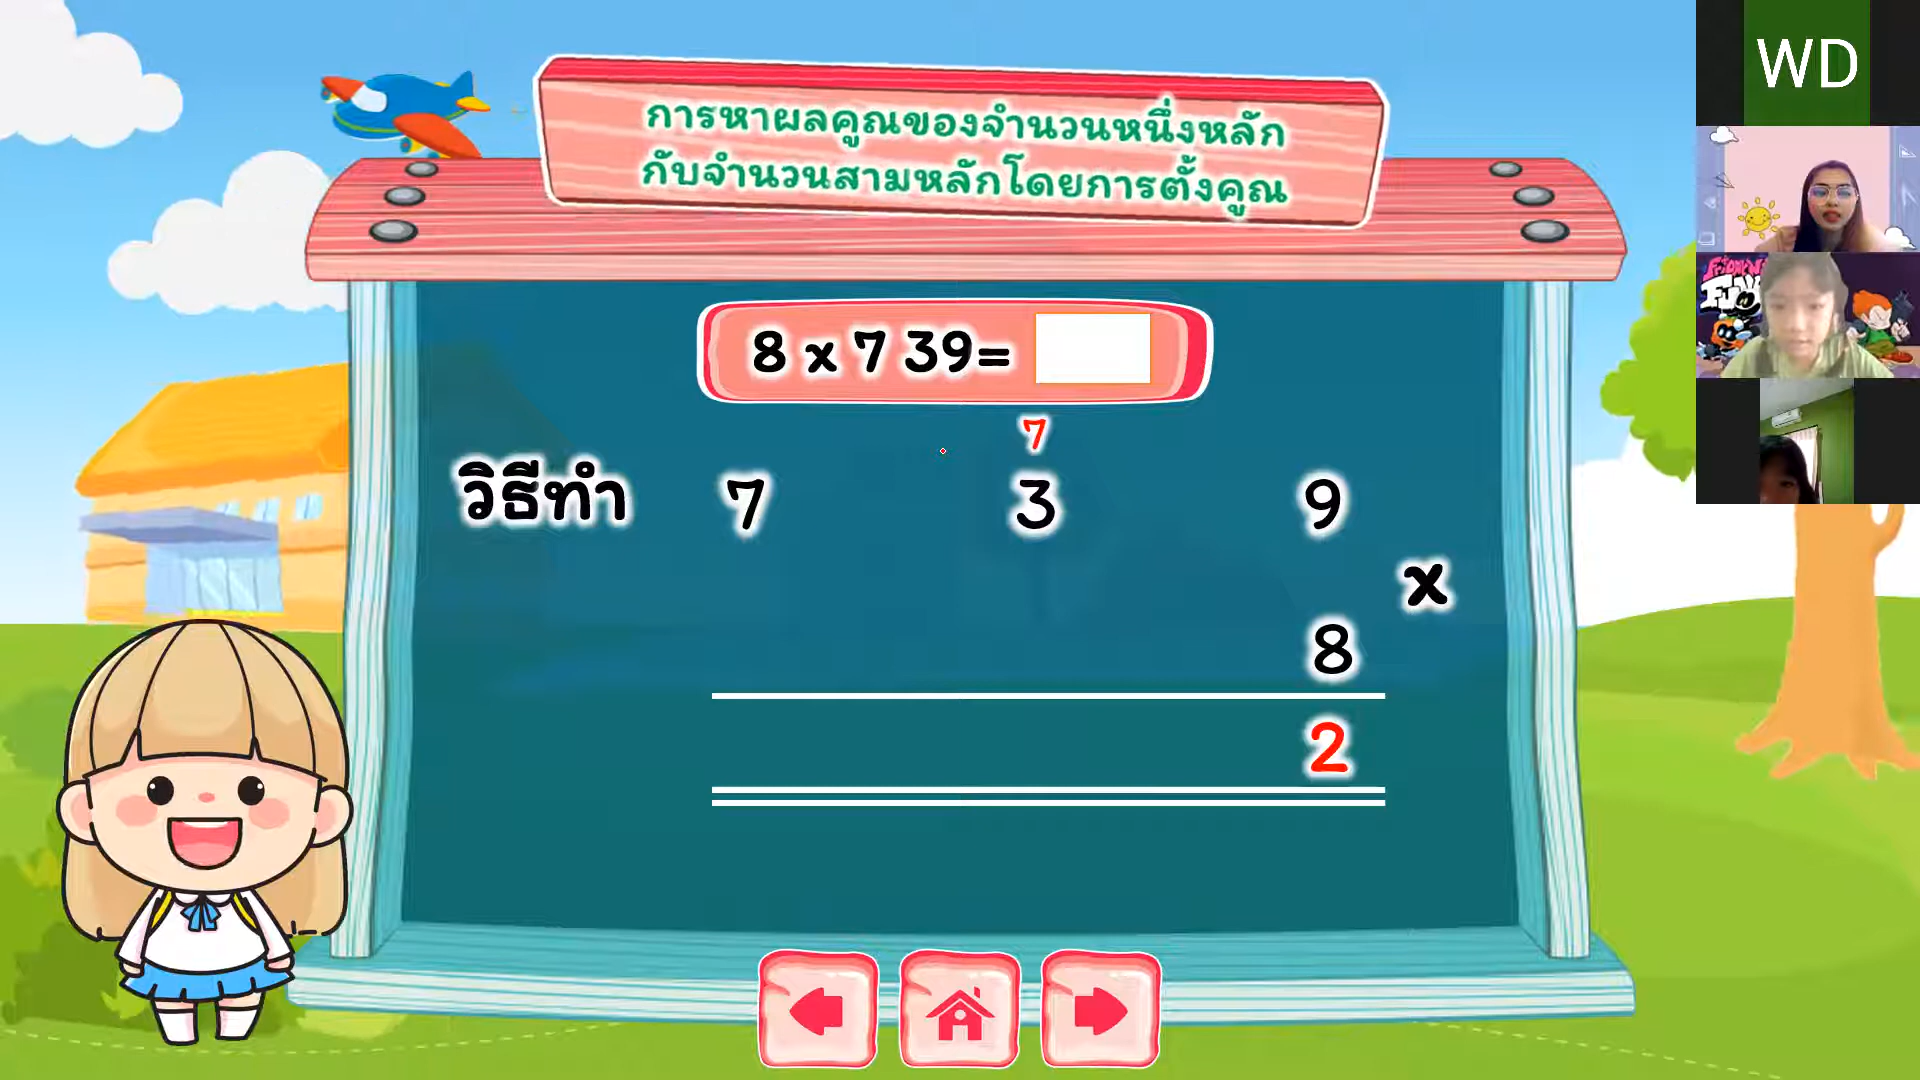 การหาผลคูณของจำนวนหนึ่งหลัก
กับจำนวนสามหลักโดยการตั้งคูณ
8 x 7 39=
7
วิธีทำ 7 3 9
x
8
2
WD